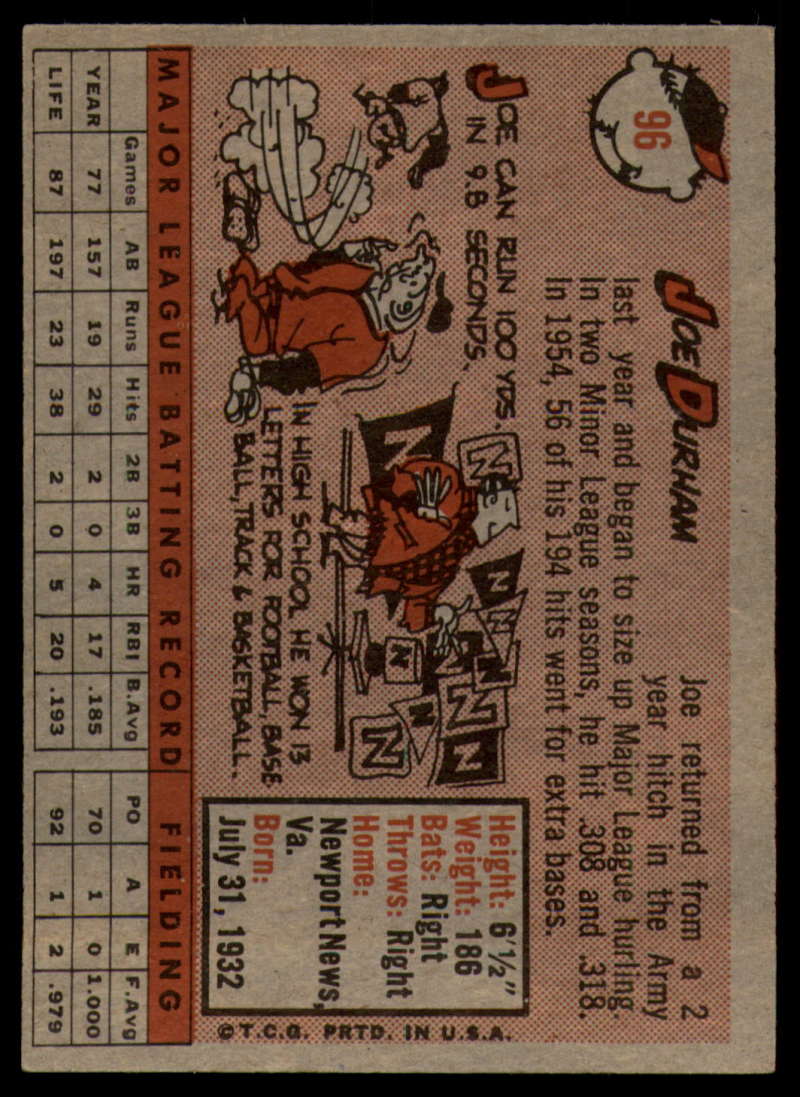 96
JOE DURHAM
Joe returned from a 2
year hitch in the Army
last year and began to size up Major League hurling.
In two Minor League seasons, he hit .308 and .318.
In 1954, 56 of his 194 hits went for extra bases.
JOE CAN RUN 100 YDS.
IN 9.8 SECONDS.
N
N
N
N
N
N
N
N
N
N
N
N
IN HIGH SCHOOL HE WON 13
LETTERS FOR FOOTBALL, BASE
BALL, TRACK & BASKETBALL.
Height: 6'1½"
Weight: 186
Bats: Right
Throws: Right
Home:
Newport News,
Va.
Born:
July 31, 1932
©T.C.G. PRTD. IN U.S.A.
MAJOR LEAGUE BATTING RECORD FIELDING
Games AB Runs Hits 2B 3B HR RBI B.Avg PO A E F.Avg
YEAR 77 157 19 29 2 0 4 17 .185 70 1 0 1.000
LIFE 87 197 23 38 2 0 5 20 .193 92 1 2 .979